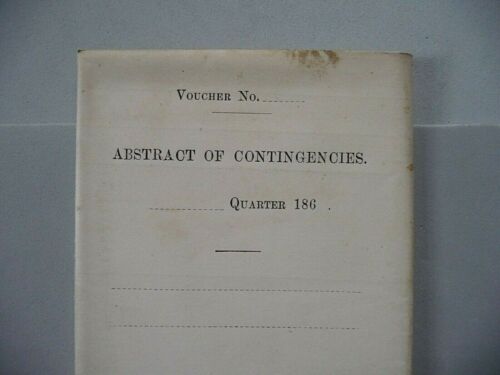 VOUCHER NO. ..........
ABSTRACT OF CONTINGENCIES.
.................. QUARTER 186 .